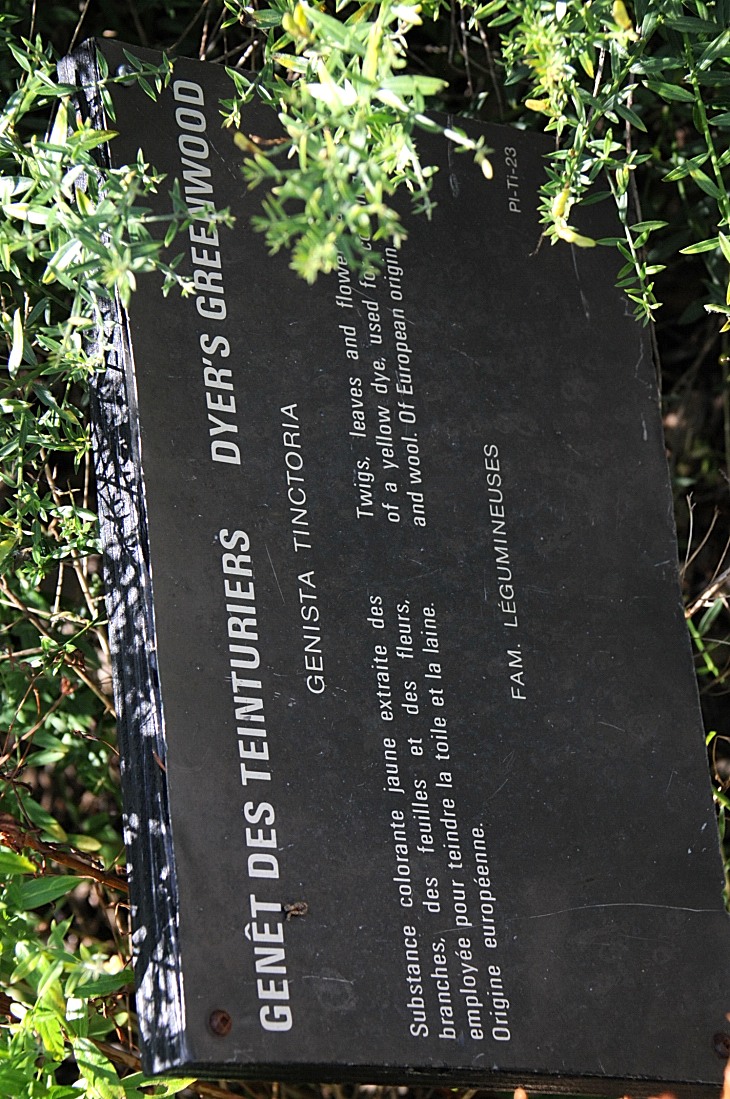 GENÊT DES TEINTURIERS DYER'S GREENWOOD
GENISTA TINCTORIA
Substance colorante jaune extraite des
branches, des feuilles et des fleurs,
employée pour teindre la toile et la laine.
Origine européenne.
Twigs, leaves and
of a yellow dye, used
and wool. Of European origin
FAM. LÉGUMINEUSES
PI-Ti-23